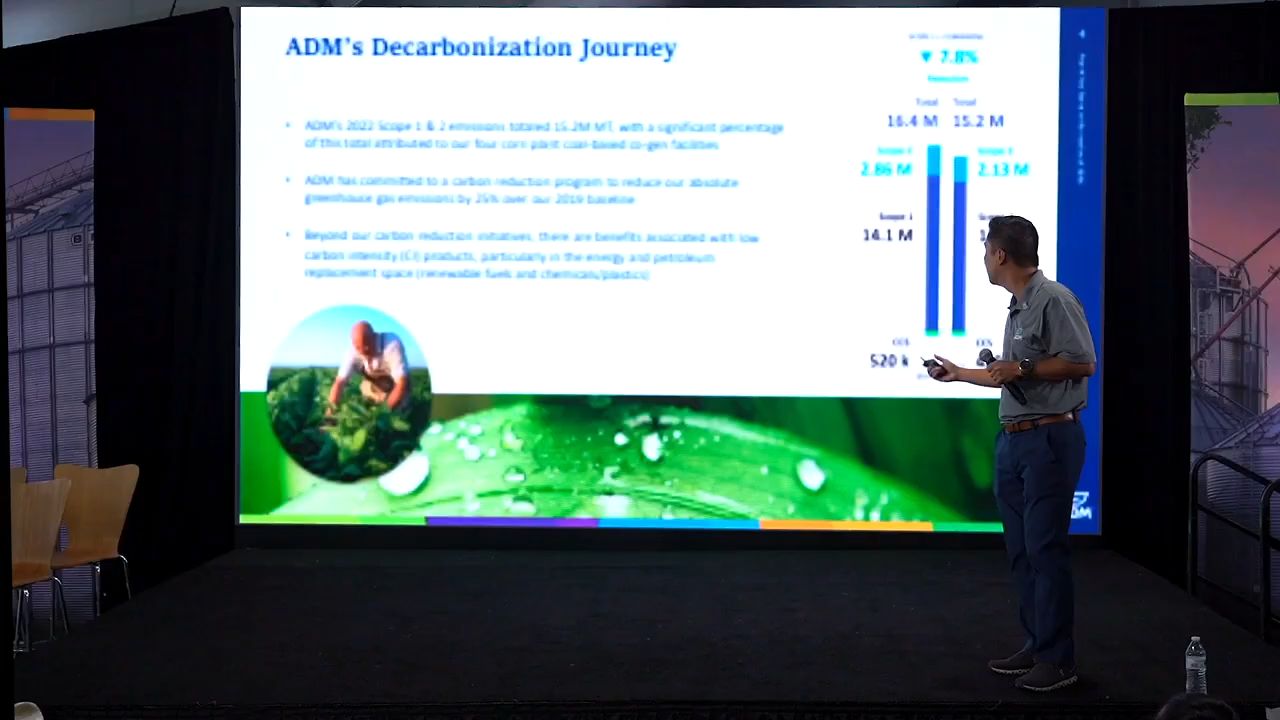 ADM's Decarbonization Journey
• ADM's 2022 Scope 1 & 2 emissions totaled 15.2M MT, with a significant percentage
of this total attributed to our four corn plant coal-based co-gen facilities
• ADM has committed to a carbon reduction program to reduce our absolute
greenhouse gas emissions by 25% over our 2019 baseline
• Beyond our carbon reduction initiatives, there are benefits associated with low
carbon intensity (CI) products, particularly in the energy and petroleum
replacement space (renewable fuels and chemicals/plastics)
▼ 7.8%
Reduction
Total Total
16.4 M 15.2 M
Scope 2 Scope 2
2.86 M 2.13 M
Scope 1
14.1 M
CCS CCS
520 k
4
ADM